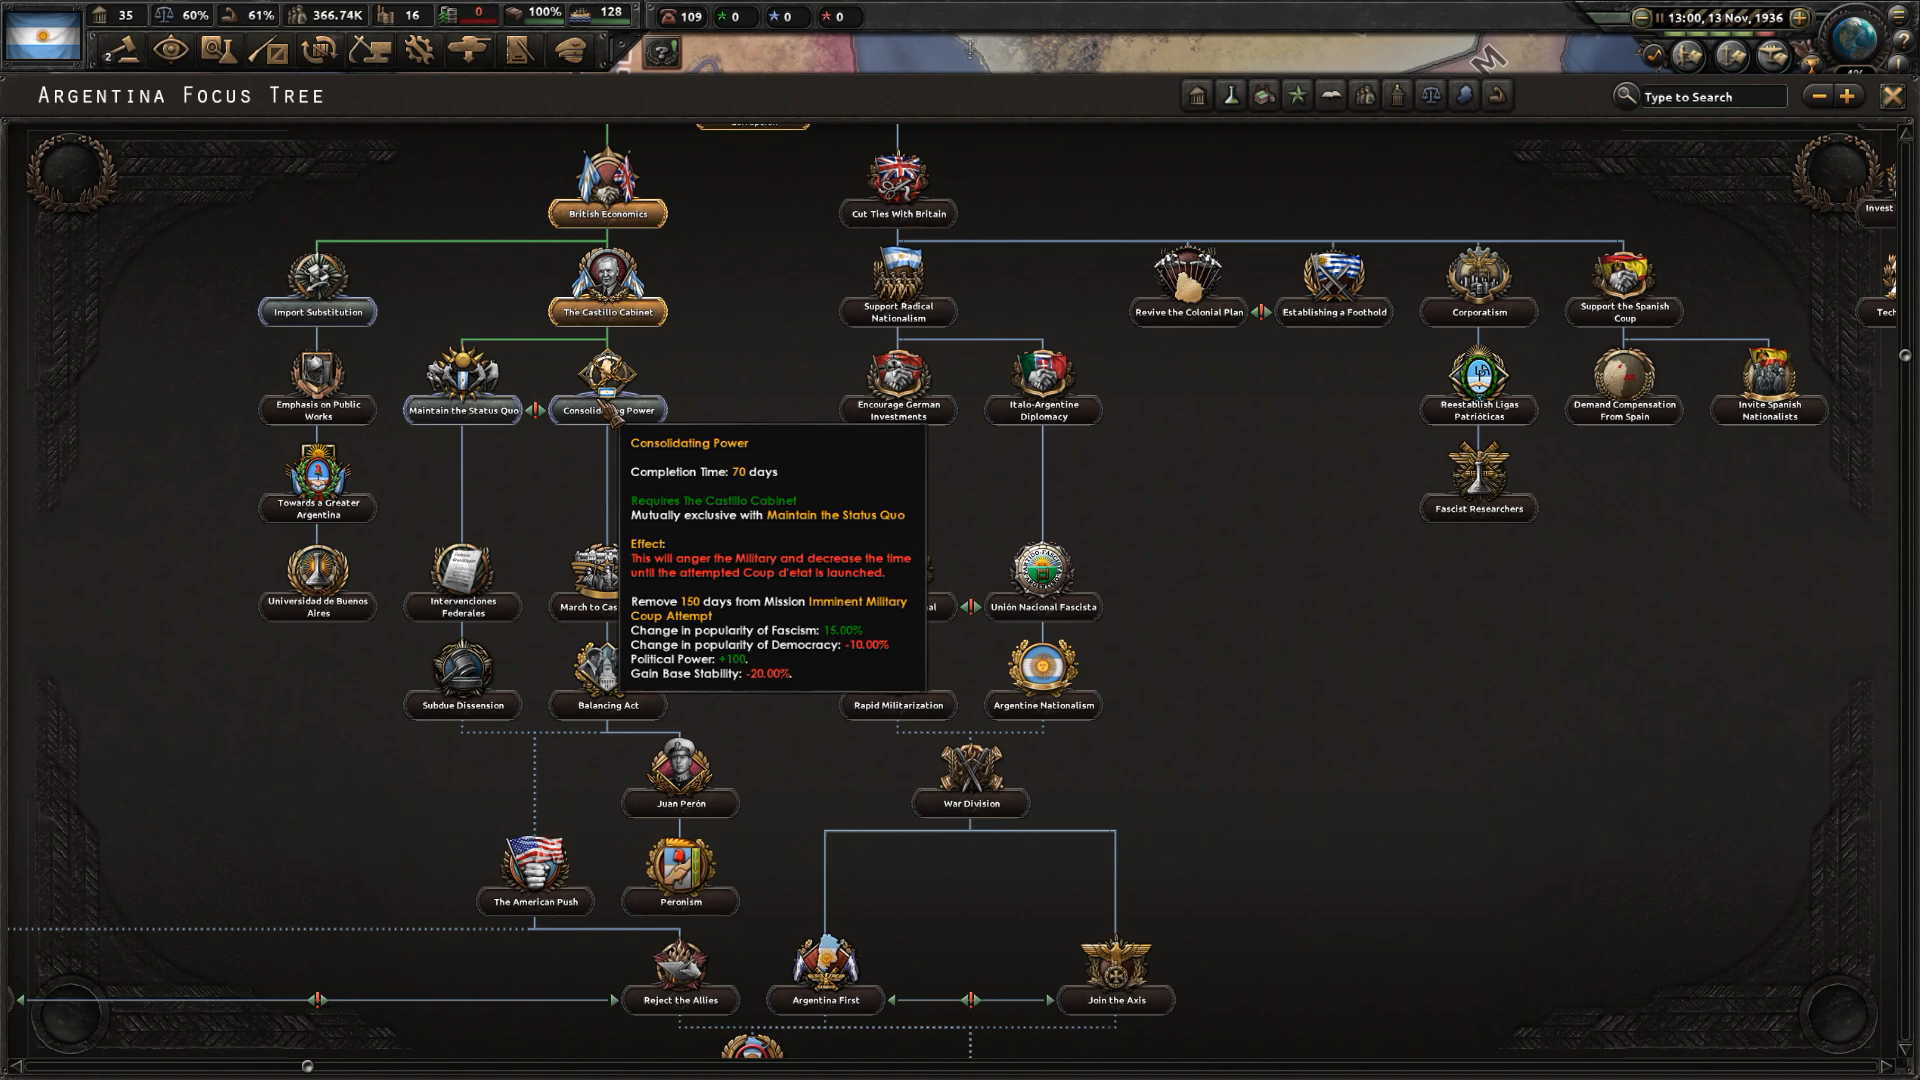 35
60%
61%
366.74K
16
0
100%
128
109
0
0
0
13:00, 13 Nov, 1936
2
4%
ARGENTINA FOCUS TREE
Type to Search
British Economics
Cut Ties With Britain
Invest
Import Substitution
The Castillo Cabinet
Support Radical
Nationalism
Revive the Colonial Plan
Establishing a Foothold
Corporatism
Support the Spanish
Coup
Tech
Emphasis on Public
Works
Maintain the Status Quo
Consolidating Power
Encourage German
Investments
Italo-Argentine
Diplomacy
Reestablish Ligas
Patrióticas
Demand Compensation
From Spain
Invite Spanish
Nationalists
Consolidating Power
Completion Time: 70 days
Requires The Castillo Cabinet
Mutually exclusive with Maintain the Status Quo
Effect:
This will anger the Military and decrease the time
until the attempted Coup d'etat is launched.
Remove 150 days from Mission Imminent Military
Coup Attempt
Change in popularity of Fascism: 15.00%
Change in popularity of Democracy: -10.00%
Political Power: +100.
Gain Base Stability: -20.00%.
Towards a Greater
Argentina
Fascist Researchers
Universidad de Buenos
Aires
Intervenciones
Federales
March to Cas
al
Unión Nacional Fascista
Subdue Dissension
Balancing Act
Rapid Militarization
Argentine Nationalism
Juan Perón
War Division
The American Push
Peronism
Reject the Allies
Argentina First
Join the Axis